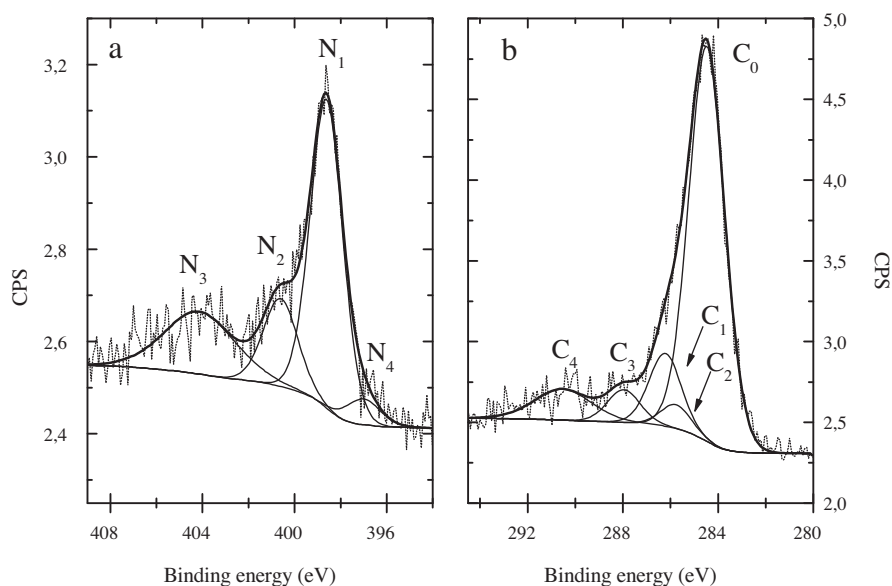 a
N₁
N₂
N₃
N₄
3,2
3,0
2,8
2,6
2,4
CPS
408
404
400
396
Binding energy (eV)
b
C₀
C₁
C₂
C₃
C₄
5,0
4,5
4,0
3,5
3,0
2,5
2,0
CPS
292
288
284
280
Binding energy (eV)